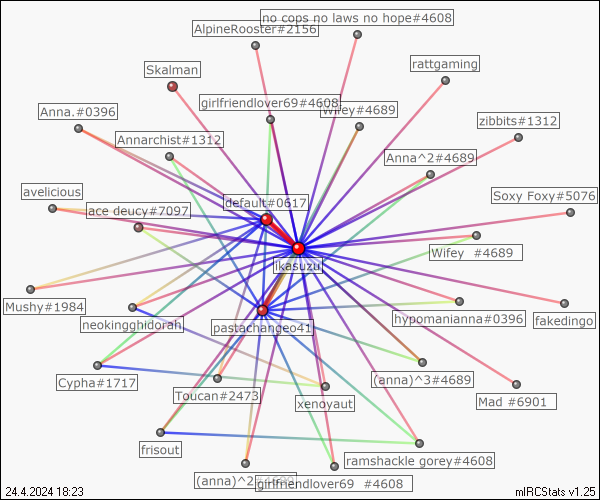 no cops no laws no hope#4608
AlpineRooster#2156
rattgaming
Skalman
girlfriendlover69#4608
Wifey#4689
Anna.#0396
zibbits#1312
Annarchist#1312
Anna^2#4689
avelicious
default#0617
Soxy Foxy#5076
ace deucy#7097
Wifey #4689
ikasuzu
Mushy#1984
neokingghidorah
pastachangeo41
hypomanianna#0396
fakedingo
Cypha#1717
Toucan#2473
(anna)^3#4689
xenoyaut
Mad #6901
frisout
ramshackle gorey#4608
(anna)^2#4689
girlfriendlover69 #4608
24.4.2024 18:23
mIRCStats v1.25